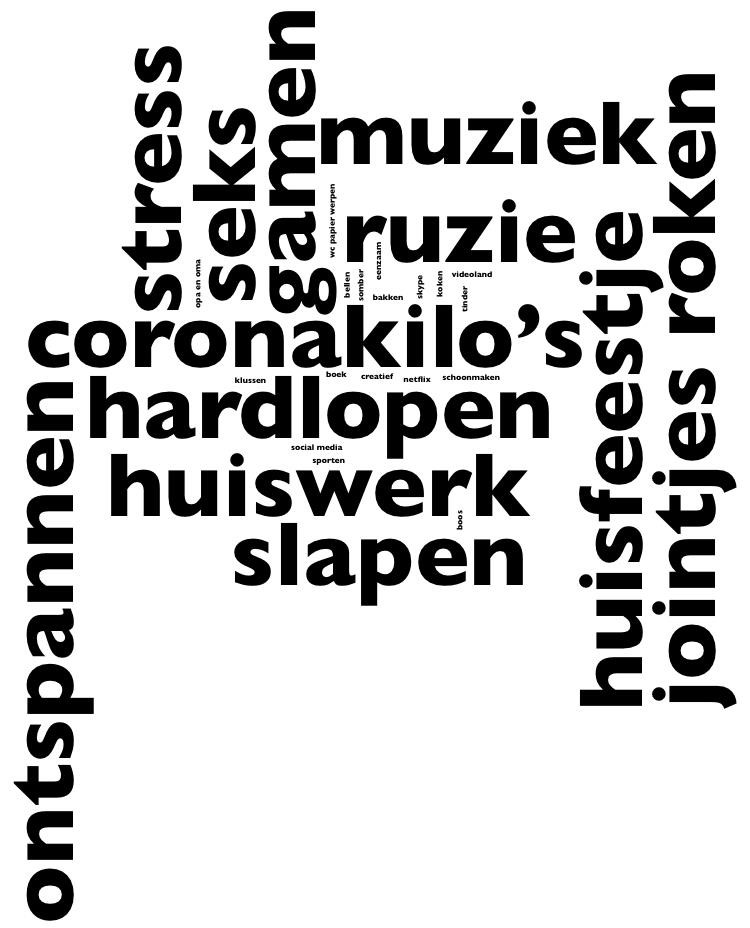 stress
seks
gamen
muziek
jointjes roken
wc papier werpen
ruzie
huisfeestje
opa en oma
bellen
somber
eenzaam
bakken
skype
koken
videoland
tinder
coronakilo’s
klussen
boek
creatief
netflix
schoonmaken
hardlopen
ontspannen
social media
sporten
huiswerk
boos
slapen